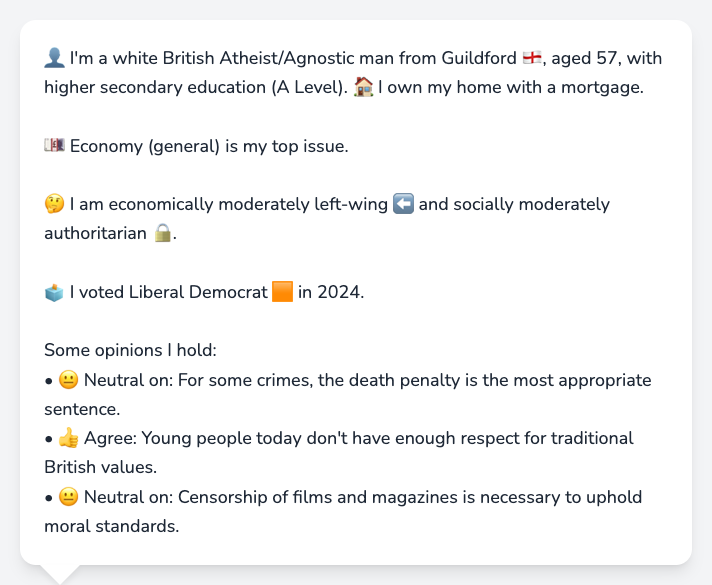 👤 I'm a white British Atheist/Agnostic man from Guildford 🏴󠁧󠁢󠁥󠁮󠁧󠁿, aged 57, with
higher secondary education (A Level). 🏠 I own my home with a mortgage.
💷 Economy (general) is my top issue.
🤔 I am economically moderately left-wing ⬅️ and socially moderately
authoritarian 🔒.
🗳️ I voted Liberal Democrat 🟧 in 2024.
Some opinions I hold:
• 😐 Neutral on: For some crimes, the death penalty is the most appropriate
sentence.
• 👍 Agree: Young people today don't have enough respect for traditional
British values.
• 😐 Neutral on: Censorship of films and magazines is necessary to uphold
moral standards.